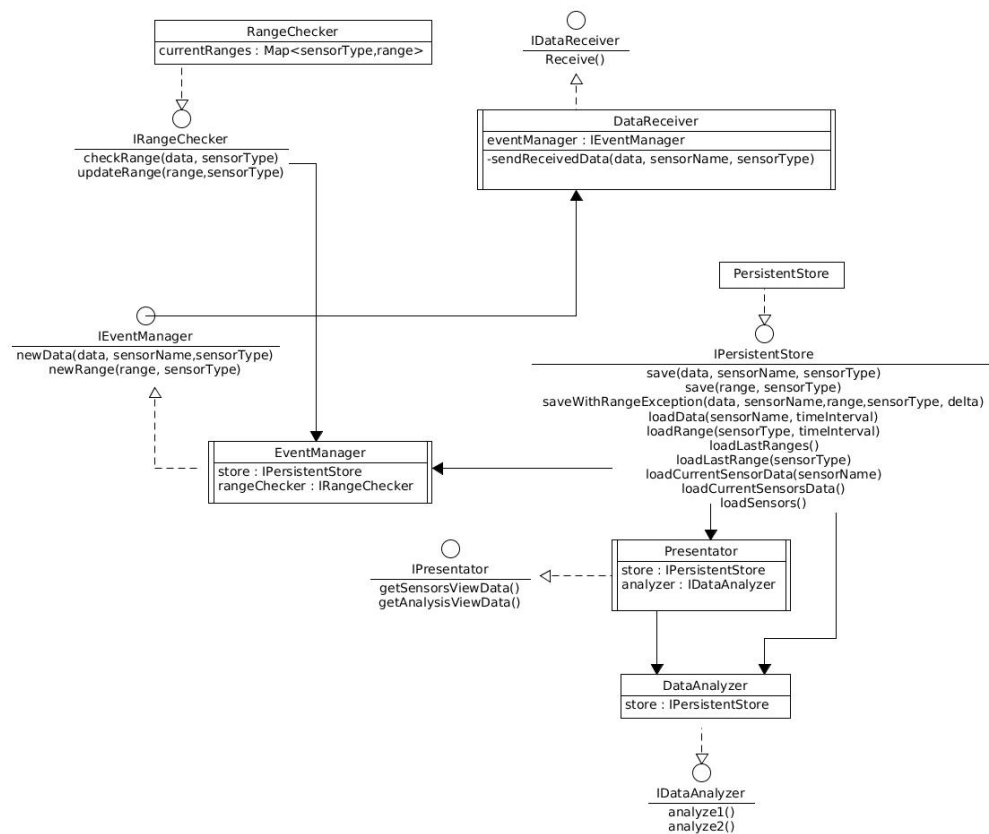 RangeChecker
currentRanges : Map<sensorType,range>
IDataReceiver
Receive()
DataReceiver
eventManager : IEventManager
-sendReceivedData(data, sensorName, sensorType)
IRangeChecker
checkRange(data, sensorType)
updateRange(range,sensorType)
PersistentStore
IEventManager
newData(data, sensorName,sensorType)
newRange(range, sensorType)
IPersistentStore
save(data, sensorName, sensorType)
save(range, sensorType)
saveWithRangeException(data, sensorName,range,sensorType, delta)
loadData(sensorName, timeInterval)
loadRange(sensorType, timeInterval)
loadLastRanges()
loadLastRange(sensorType)
loadCurrentSensorData(sensorName)
loadCurrentSensorsData()
loadSensors()
EventManager
store : IPersistentStore
rangeChecker : IRangeChecker
Presentator
store : IPersistentStore
analyzer : IDataAnalyzer
IPresentator
getSensorsViewData()
getAnalysisViewData()
DataAnalyzer
store : IPersistentStore
IDataAnalyzer
analyze1()
analyze2()